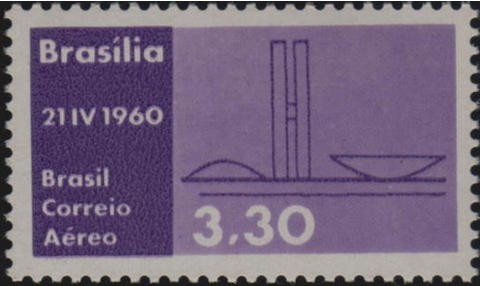 Brasília
21 IV 1960
Brasil
Correio
Aéreo
3,30